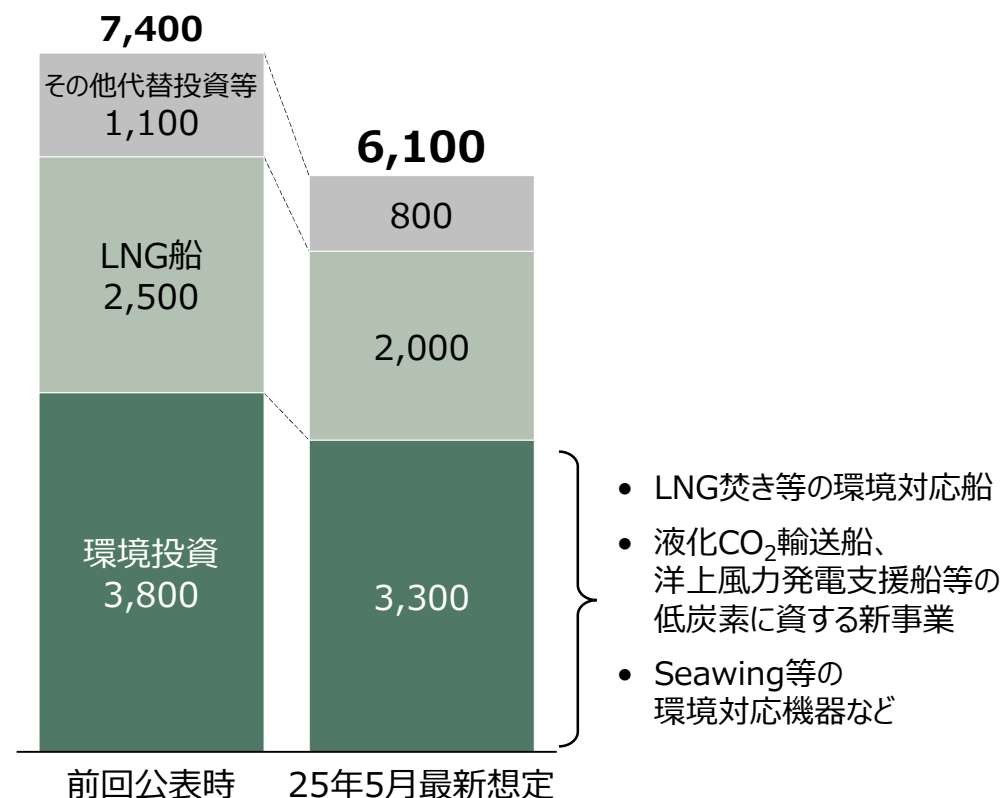 7,400
その他代替投資等
1,100
LNG船
2,500
環境投資
3,800
前回公表時
6,100
800
2,000
3,300
25年5月最新想定
• LNG焚き等の環境対応船
• 液化CO₂輸送船、
洋上風力発電支援船等の
低炭素に資する新事業
• Seawing等の
環境対応機器など